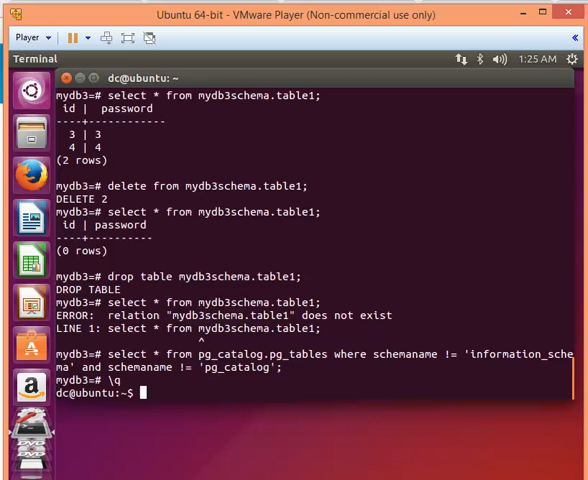 Ubuntu 64-bit - VMware Player (Non-commercial use only)
Player
Terminal
1:25 AM
dc@ubuntu: ~
mydb3=# select * from mydb3schema.table1;
id | password
----+------------
3 | 3
4 | 4
(2 rows)
mydb3=# delete from mydb3schema.table1;
DELETE 2
mydb3=# select * from mydb3schema.table1;
id | password
----+----------
(0 rows)
mydb3=# drop table mydb3schema.table1;
DROP TABLE
mydb3=# select * from mydb3schema.table1;
ERROR:  relation "mydb3schema.table1" does not exist
LINE 1: select * from mydb3schema.table1;
^
mydb3=# select * from pg_catalog.pg_tables where schemaname != 'information_sche
ma' and schemaname != 'pg_catalog';
mydb3=# \q
dc@ubuntu:~$